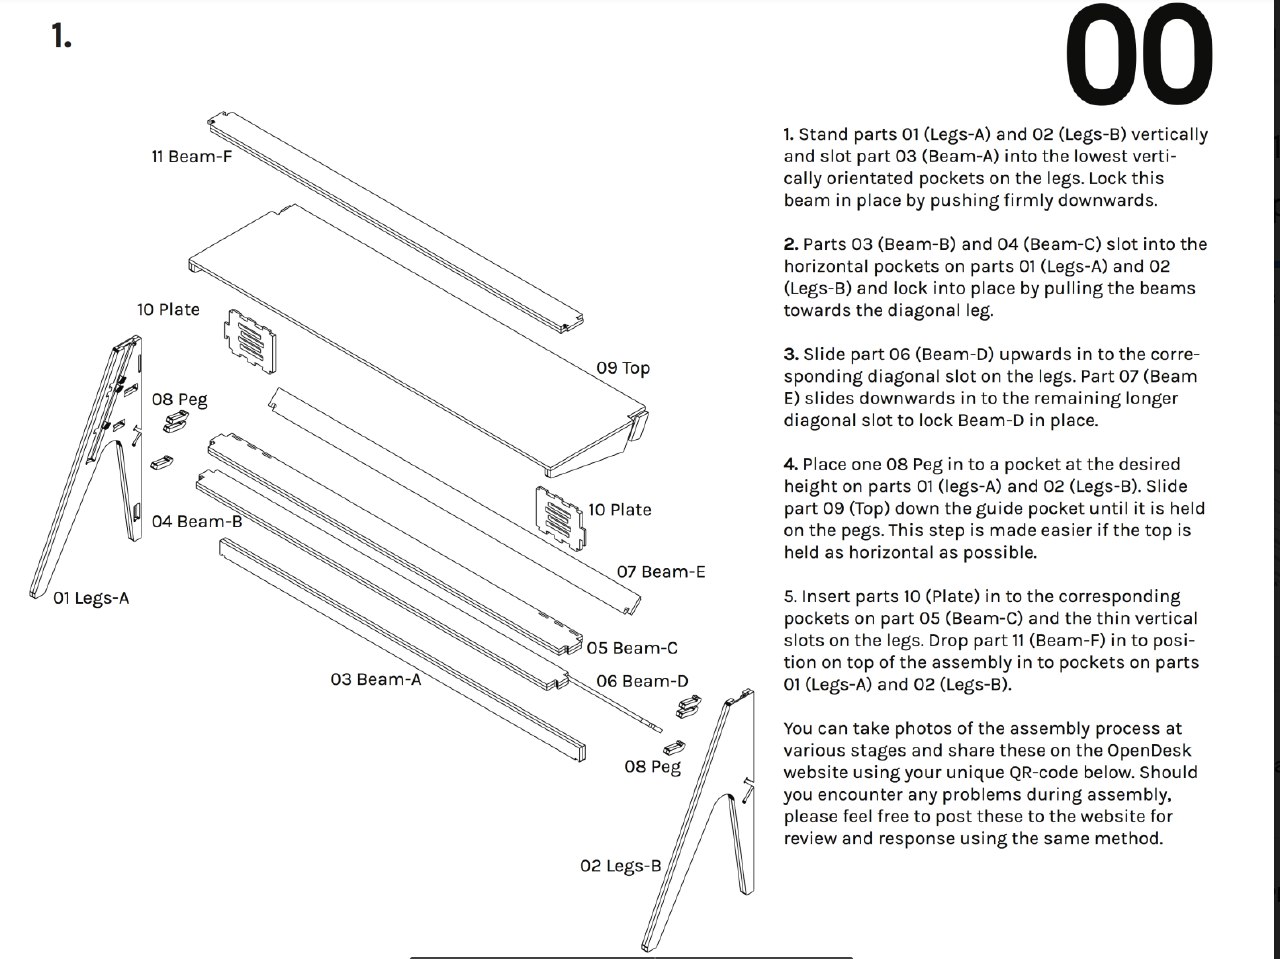 1.
00
11 Beam-F
10 Plate
09 Top
08 Peg
10 Plate
04 Beam-B
07 Beam-E
01 Legs-A
05 Beam-C
03 Beam-A
06 Beam-D
08 Peg
02 Legs-B
1. Stand parts 01 (Legs-A) and 02 (Legs-B) vertically
and slot part 03 (Beam-A) into the lowest verti-
cally orientated pockets on the legs. Lock this
beam in place by pushing firmly downwards.
2. Parts 03 (Beam-B) and 04 (Beam-C) slot into the
horizontal pockets on parts 01 (Legs-A) and 02
(Legs-B) and lock into place by pulling the beams
towards the diagonal leg.
3. Slide part 06 (Beam-D) upwards in to the corre-
sponding diagonal slot on the legs. Part 07 (Beam
E) slides downwards in to the remaining longer
diagonal slot to lock Beam-D in place.
4. Place one 08 Peg in to a pocket at the desired
height on parts 01 (legs-A) and 02 (Legs-B). Slide
part 09 (Top) down the guide pocket until it is held
on the pegs. This step is made easier if the top is
held as horizontal as possible.
5. Insert parts 10 (Plate) in to the corresponding
pockets on part 05 (Beam-C) and the thin vertical
slots on the legs. Drop part 11 (Beam-F) in to posi-
tion on top of the assembly in to pockets on parts
01 (Legs-A) and 02 (Legs-B).
You can take photos of the assembly process at
various stages and share these on the OpenDesk
website using your unique QR-code below. Should
you encounter any problems during assembly,
please feel free to post these to the website for
review and response using the same method.